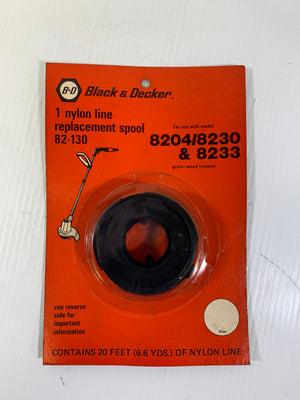 B·D Black & Decker®
1 nylon line
replacement spool
82-130
For use with model
8204/8230
& 8233
grass/weed trimmer
see reverse
side for
important
information
CONTAINS 20 FEET (6.6 YDS.) OF NYLON LINE